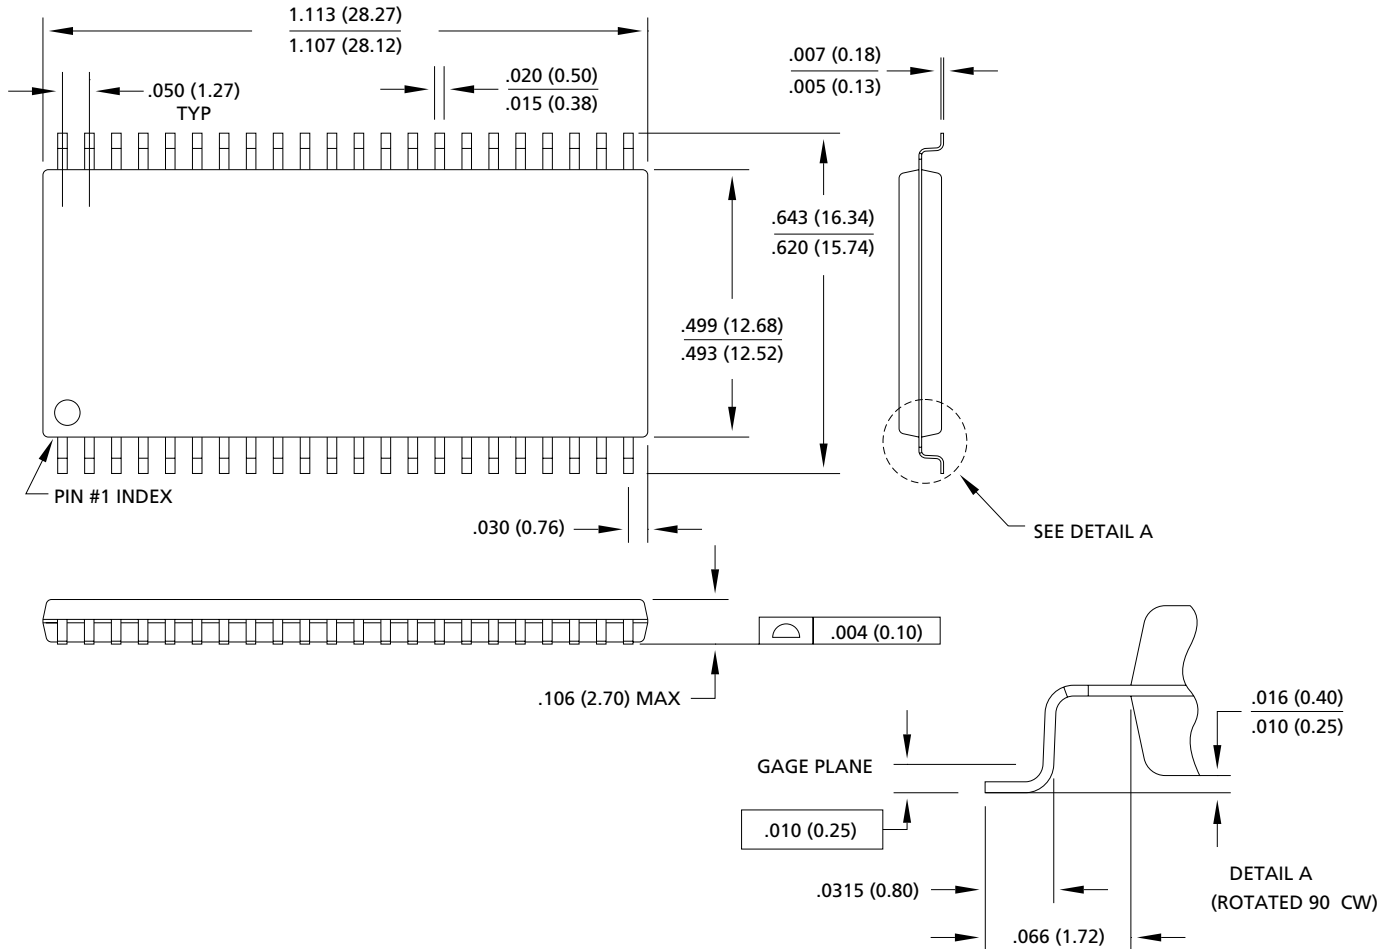 1.113 (28.27)
1.107 (28.12)
.007 (0.18)
.005 (0.13)
.050 (1.27)
TYP
.020 (0.50)
.015 (0.38)
.643 (16.34)
.620 (15.74)
.499 (12.68)
.493 (12.52)
PIN #1 INDEX
.030 (0.76)
SEE DETAIL A
.004 (0.10)
.106 (2.70) MAX
.016 (0.40)
.010 (0.25)
GAGE PLANE
.010 (0.25)
.0315 (0.80)
DETAIL A
(ROTATED 90 CW)
.066 (1.72)